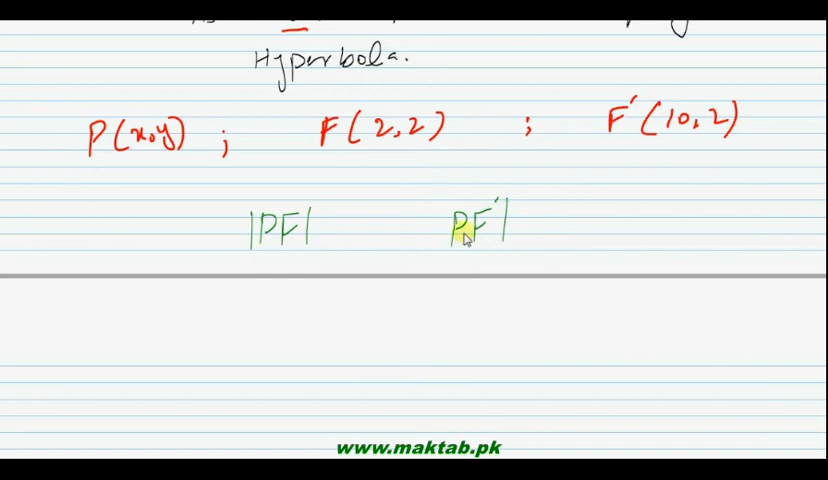 Hyperbola.
P(x,y) ; F(2,2) ; F′(10,2)
|PF| PF′|
www.maktab.pk